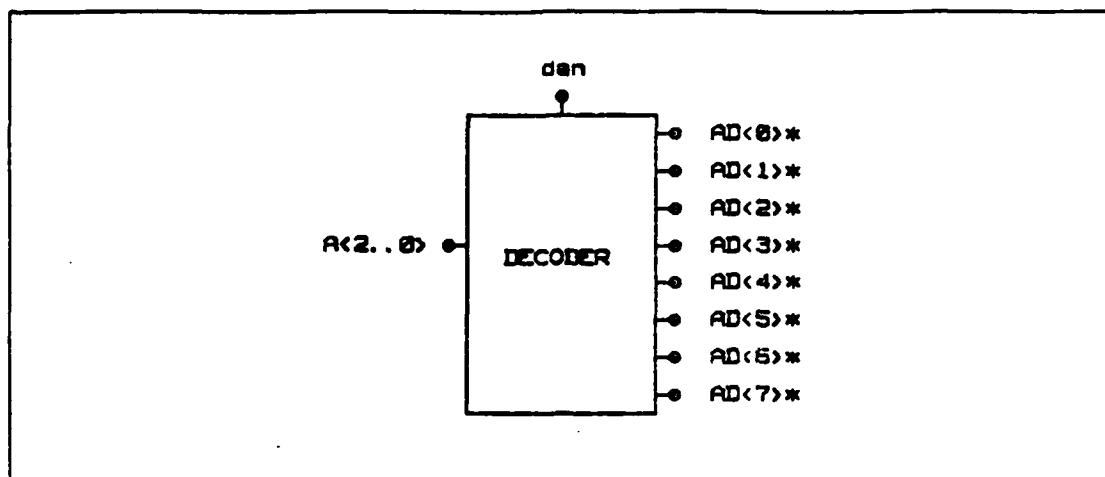 den
AD<0>*
AD<1>*
AD<2>*
A<2..0>
AD<3>*
DECODER
AD<4>*
AD<5>*
AD<6>*
AD<7>*